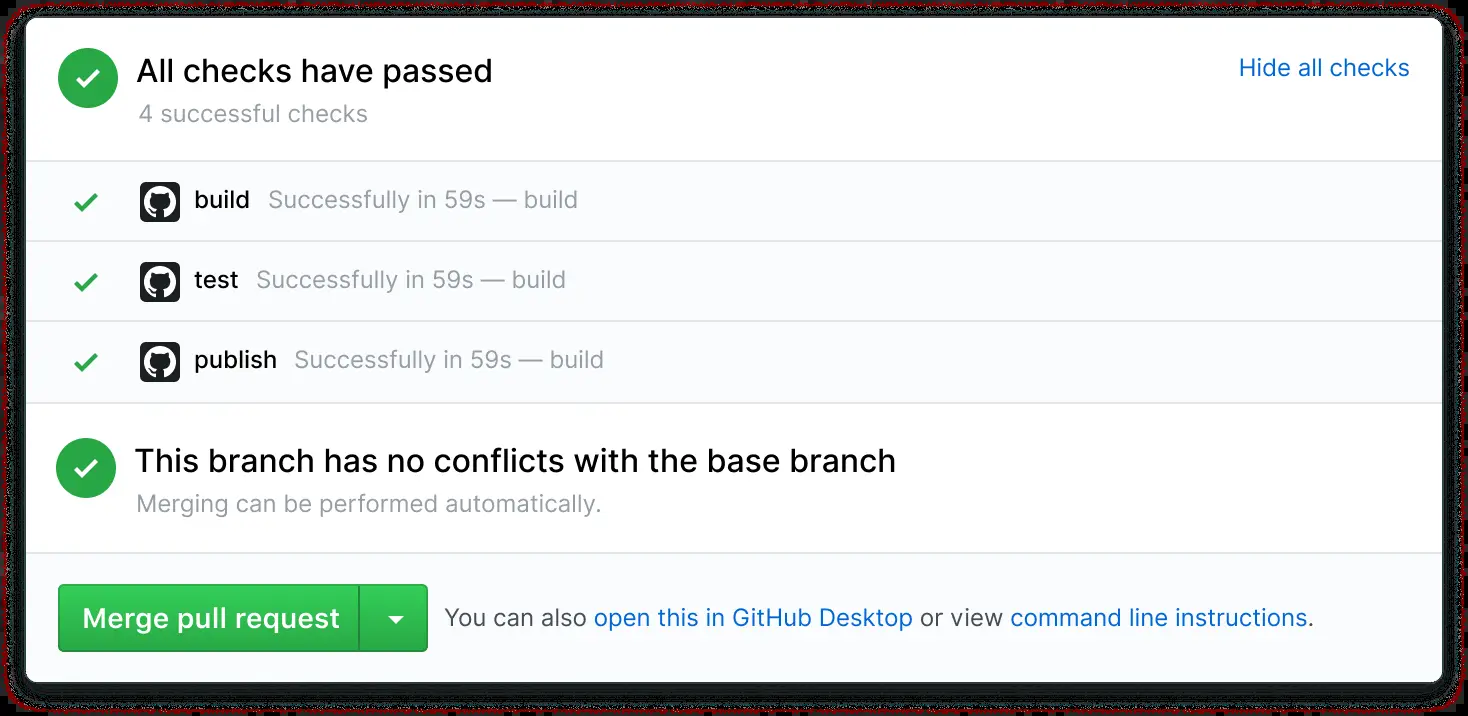 All checks have passed
Hide all checks
4 successful checks
build Successfully in 59s — build
test Successfully in 59s — build
publish Successfully in 59s — build
This branch has no conflicts with the base branch
Merging can be performed automatically.
Merge pull request
You can also open this in GitHub Desktop or view command line instructions.